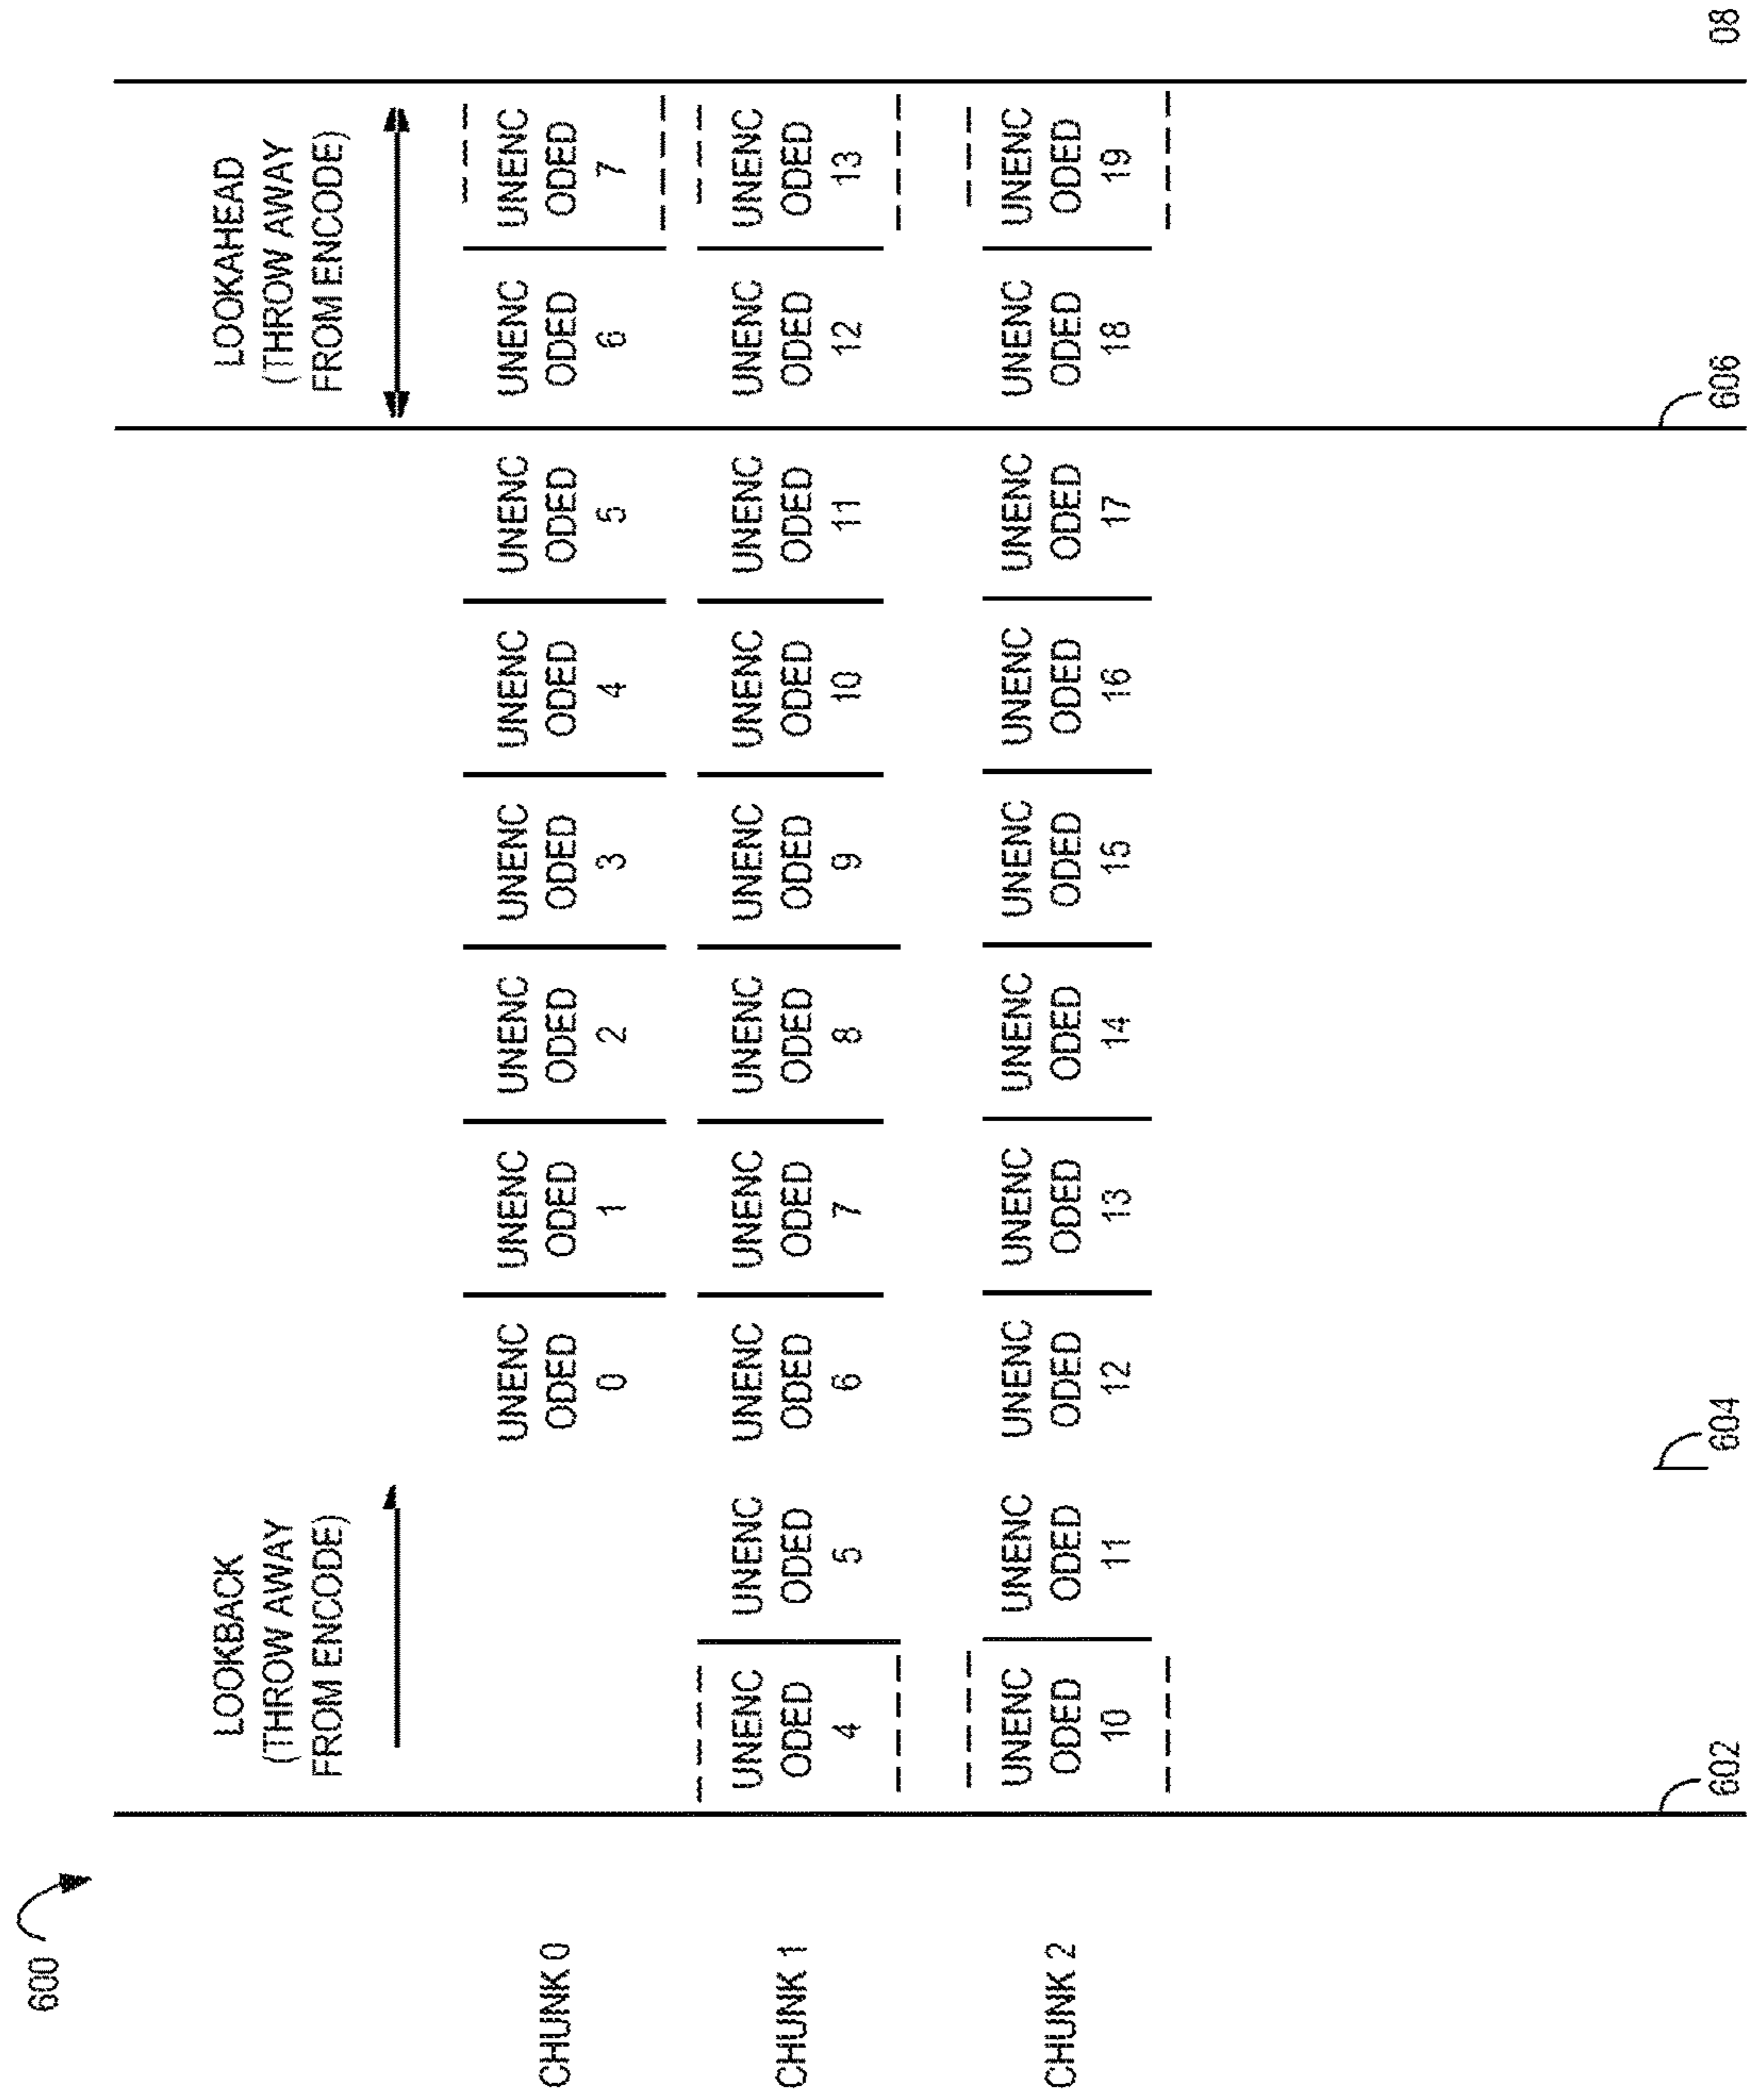 600
LOOKBACK
(THROW AWAY
FROM ENCODE)
LOOKAHEAD
(THROW AWAY
FROM ENCODE)
CHUNK 0
UNENC
ODED
0
UNENC
ODED
1
UNENC
ODED
2
UNENC
ODED
3
UNENC
ODED
4
UNENC
ODED
5
UNENC
ODED
6
UNENC
ODED
7
CHUNK 1
UNENC
ODED
4
UNENC
ODED
5
UNENC
ODED
6
UNENC
ODED
7
UNENC
ODED
8
UNENC
ODED
9
UNENC
ODED
10
UNENC
ODED
11
UNENC
ODED
12
UNENC
ODED
13
CHUNK 2
UNENC
ODED
10
UNENC
ODED
11
UNENC
ODED
12
UNENC
ODED
13
UNENC
ODED
14
UNENC
ODED
15
UNENC
ODED
16
UNENC
ODED
17
UNENC
ODED
18
UNENC
ODED
19
602
604
606
08